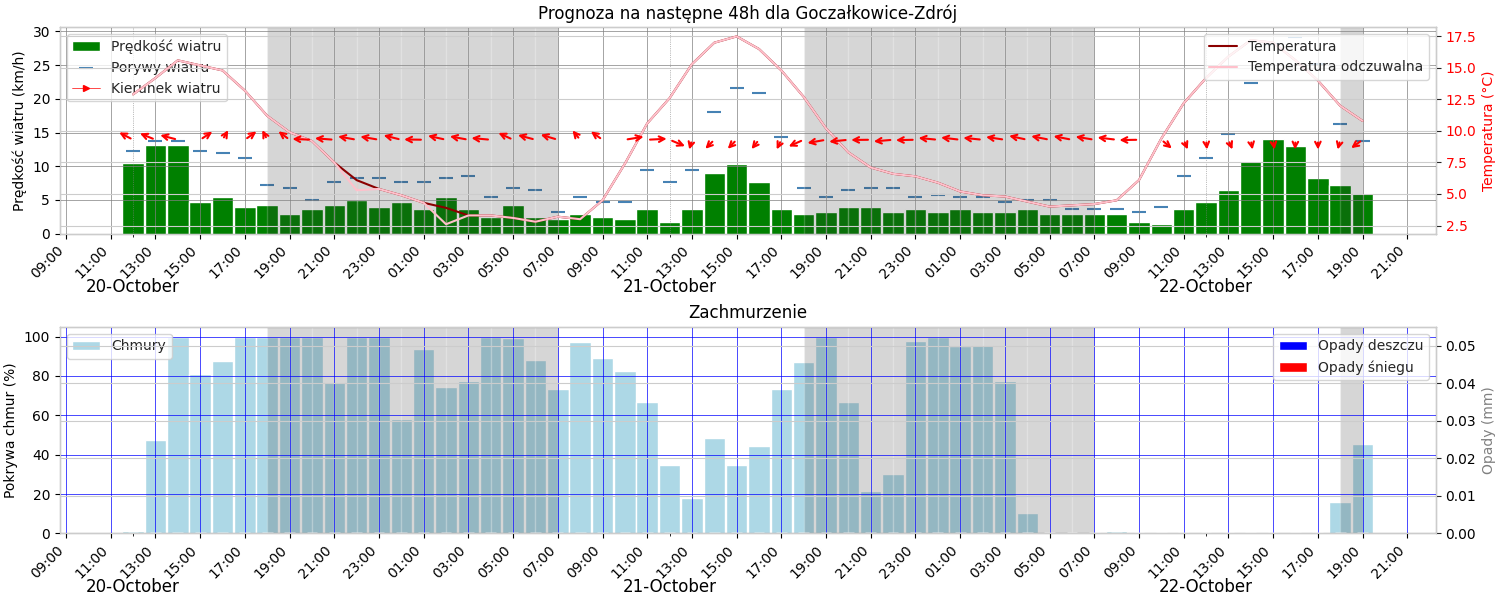 Prognoza na następne 48h dla Goczałkowice-Zdrój
Prędkość wiatru (km/h)
30
25
20
15
10
5
0
Prędkość wiatru
Porywy wiatru
Kierunek wiatru
Temperatura
Temperatura odczuwalna
17.5
15.0
12.5
10.0
7.5
5.0
2.5
Temperatura (°C)
09:00 11:00 13:00 15:00 17:00 19:00 21:00 23:00 01:00 03:00 05:00 07:00 09:00 11:00 13:00 15:00 17:00 19:00 21:00 23:00 01:00 03:00 05:00 07:00 09:00 11:00 13:00 15:00 17:00 19:00 21:00
20-October 21-October 22-October
Zachmurzenie
Pokrywa chmur (%)
100
80
60
40
20
0
Chmury
Opady deszczu
Opady śniegu
0.05
0.04
0.03
0.02
0.01
0.00
Opady (mm)
09:00 11:00 13:00 15:00 17:00 19:00 21:00 23:00 01:00 03:00 05:00 07:00 09:00 11:00 13:00 15:00 17:00 19:00 21:00 23:00 01:00 03:00 05:00 07:00 09:00 11:00 13:00 15:00 17:00 19:00 21:00
20-October 21-October 22-October